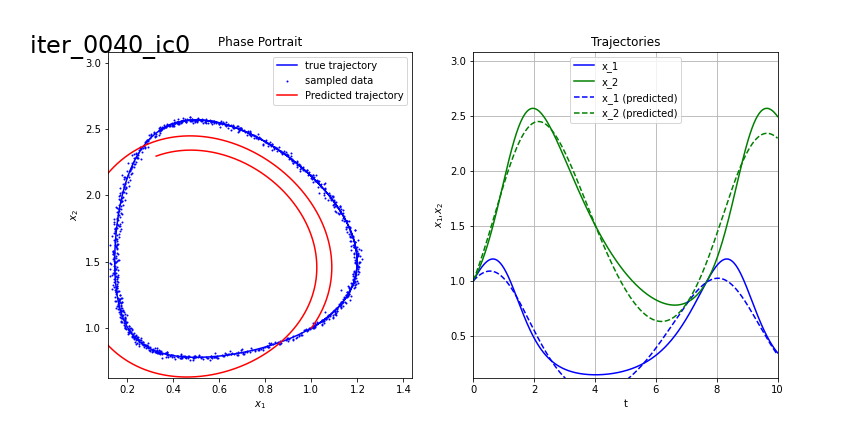 iter_0040_ic0
Phase Portrait
true trajectory
sampled data
Predicted trajectory
x_2
3.0
2.5
2.0
1.5
1.0
0.2 0.4 0.6 0.8 1.0 1.2 1.4
x_1
Trajectories
x_1
x_2
x_1 (predicted)
x_2 (predicted)
x_1,x_2
3.0
2.5
2.0
1.5
1.0
0.5
0 2 4 6 8 10
t